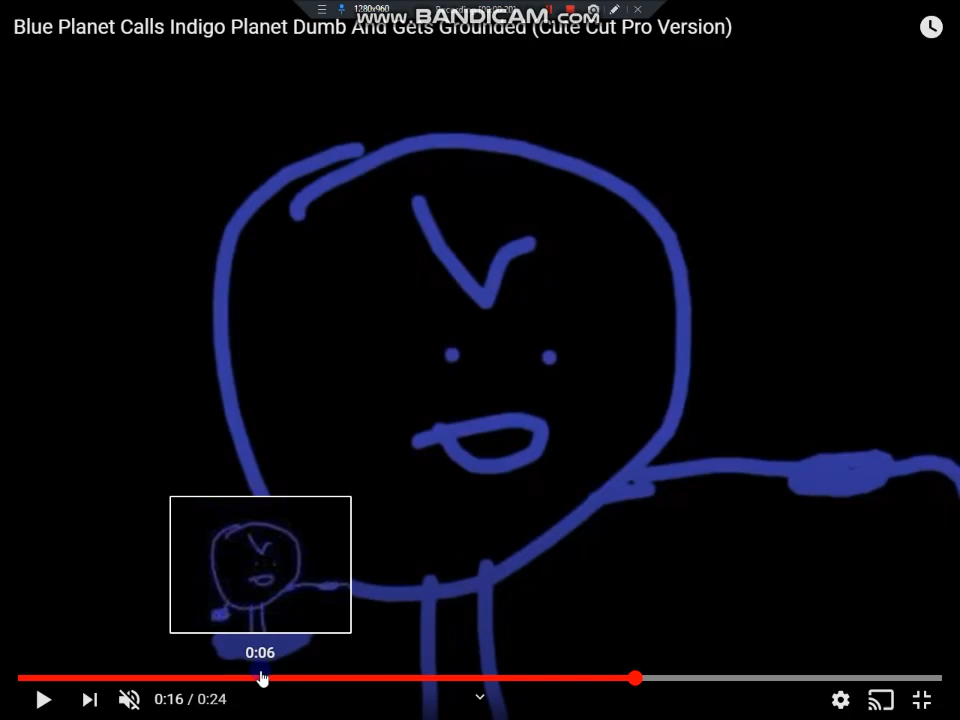 1280x960
www.BANDICAM.com
Blue Planet Calls Indigo Planet Dumb And Gets Grounded (Cute Cut Pro Version)
0:06
0:16 / 0:24